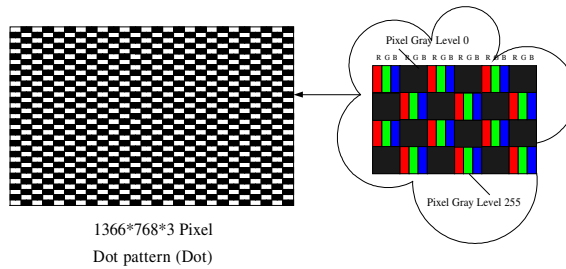 Pixel Gray Level 0
R G B R G B R G B R G B R G B R G B
Pixel Gray Level 255
1366*768*3 Pixel
Dot pattern (Dot)